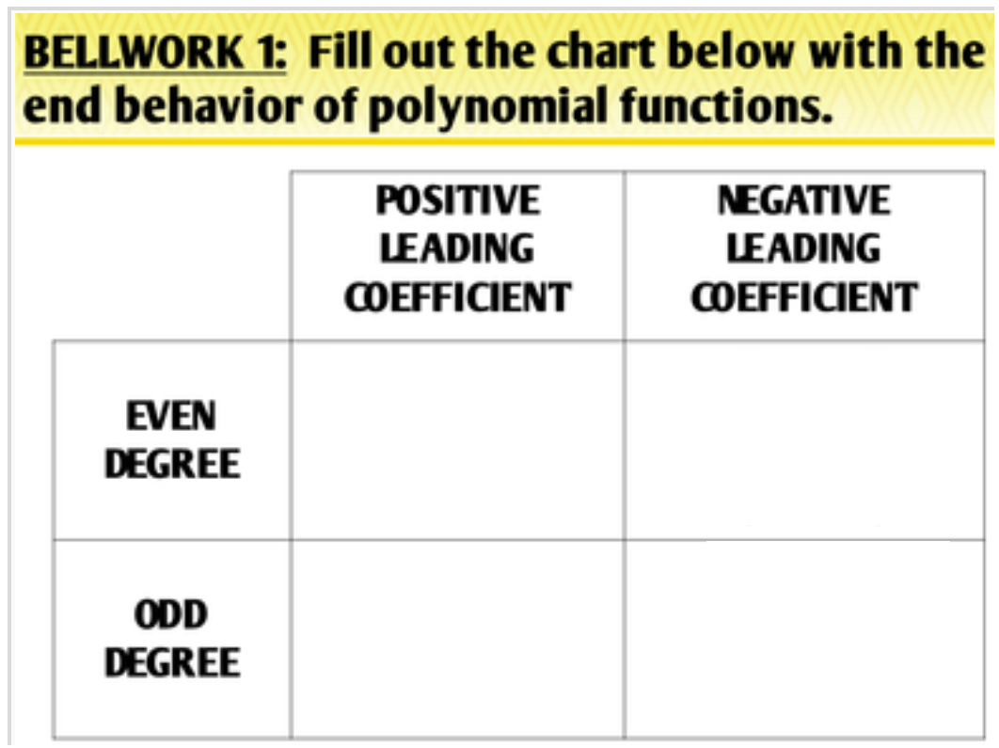 BELLWORK 1: Fill out the chart below with the
end behavior of polynomial functions.
POSITIVE
LEADING
COEFFICIENT
NEGATIVE
LEADING
COEFFICIENT
EVEN
DEGREE
ODD
DEGREE